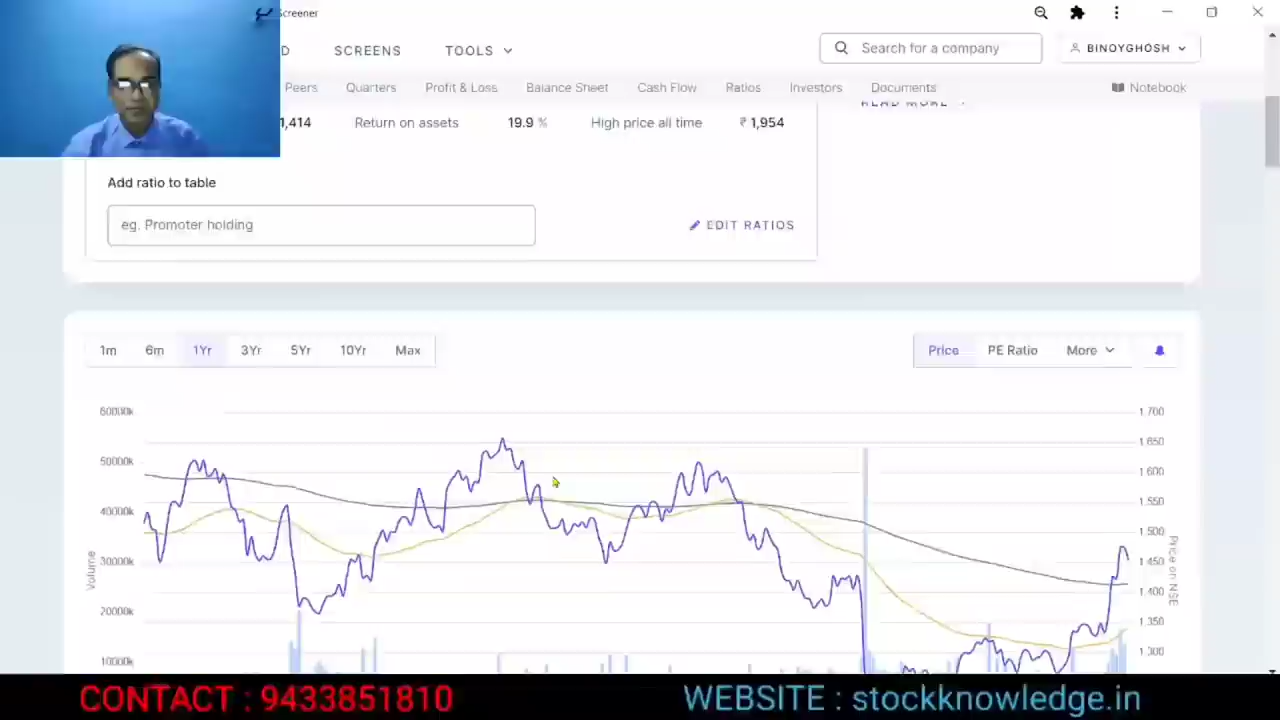 Screener
D SCREENS TOOLS Search for a company BINOYGHOSH
Peers Quarters Profit & Loss Balance Sheet Cash Flow Ratios Investors Documents Notebook
READ MORE
1,414 Return on assets 19.9 % High price all time ₹ 1,954
Add ratio to table
eg. Promoter holding EDIT RATIOS
1m 6m 1Yr 3Yr 5Yr 10Yr Max Price PE Ratio More
60000k 1,700
1,650
50000k 1,600
1,550
40000k 1,500
30000k 1,450
1,400
20000k 1,350
10000k 1,300
Volume
Price on NSE
CONTACT : 9433851810 WEBSITE : stockknowledge.in